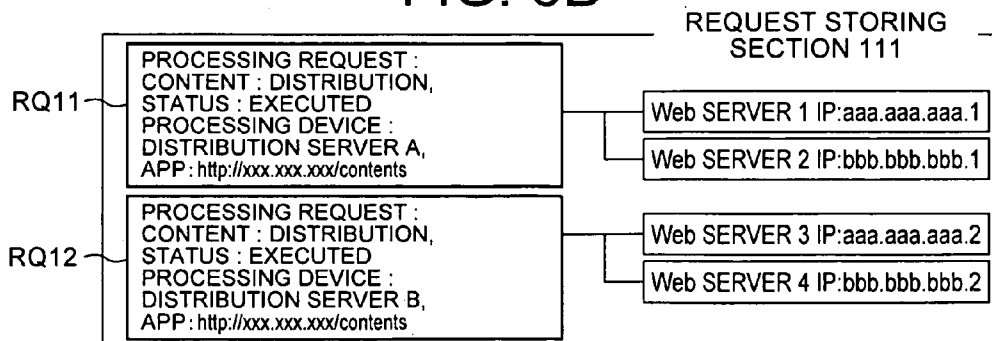 REQUEST STORING
SECTION 111
RQ11
PROCESSING REQUEST :
CONTENT : DISTRIBUTION,
STATUS : EXECUTED
PROCESSING DEVICE :
DISTRIBUTION SERVER A,
APP : http://xxx.xxx.xxx/contents
Web SERVER 1 IP:aaa.aaa.aaa.1
Web SERVER 2 IP:bbb.bbb.bbb.1
RQ12
PROCESSING REQUEST :
CONTENT : DISTRIBUTION,
STATUS : EXECUTED
PROCESSING DEVICE :
DISTRIBUTION SERVER B,
APP : http://xxx.xxx.xxx/contents
Web SERVER 3 IP:aaa.aaa.aaa.2
Web SERVER 4 IP:bbb.bbb.bbb.2